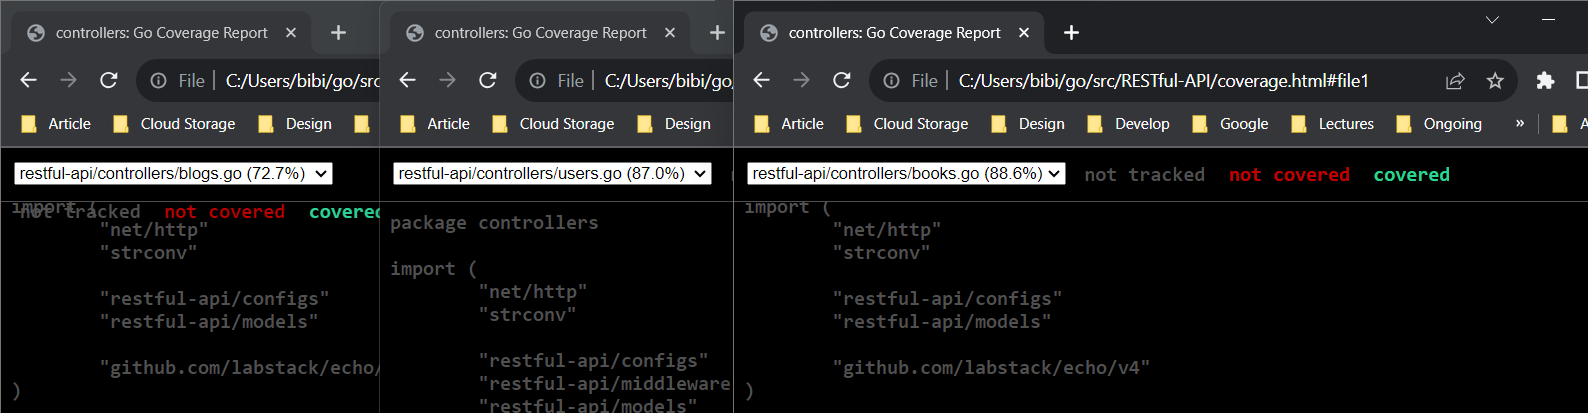 controllers: Go Coverage Report
File C:/Users/bibi/go/src
Article Cloud Storage Design
restful-api/controllers/blogs.go (72.7%)
not tracked not covered covered
import (
"net/http"
"strconv"
"restful-api/configs"
"restful-api/models"
"github.com/labstack/echo/
)
controllers: Go Coverage Report
File C:/Users/bibi/go/
Article Cloud Storage Design
restful-api/controllers/users.go (87.0%)
package controllers
import (
"net/http"
"strconv"
"restful-api/configs"
"restful-api/middleware
"restful-api/models"
controllers: Go Coverage Report
File C:/Users/bibi/go/src/RESTful-API/coverage.html#file1
Article Cloud Storage Design Develop Google Lectures Ongoing » A
restful-api/controllers/books.go (88.6%) not tracked not covered covered
import (
"net/http"
"strconv"
"restful-api/configs"
"restful-api/models"
"github.com/labstack/echo/v4"
)